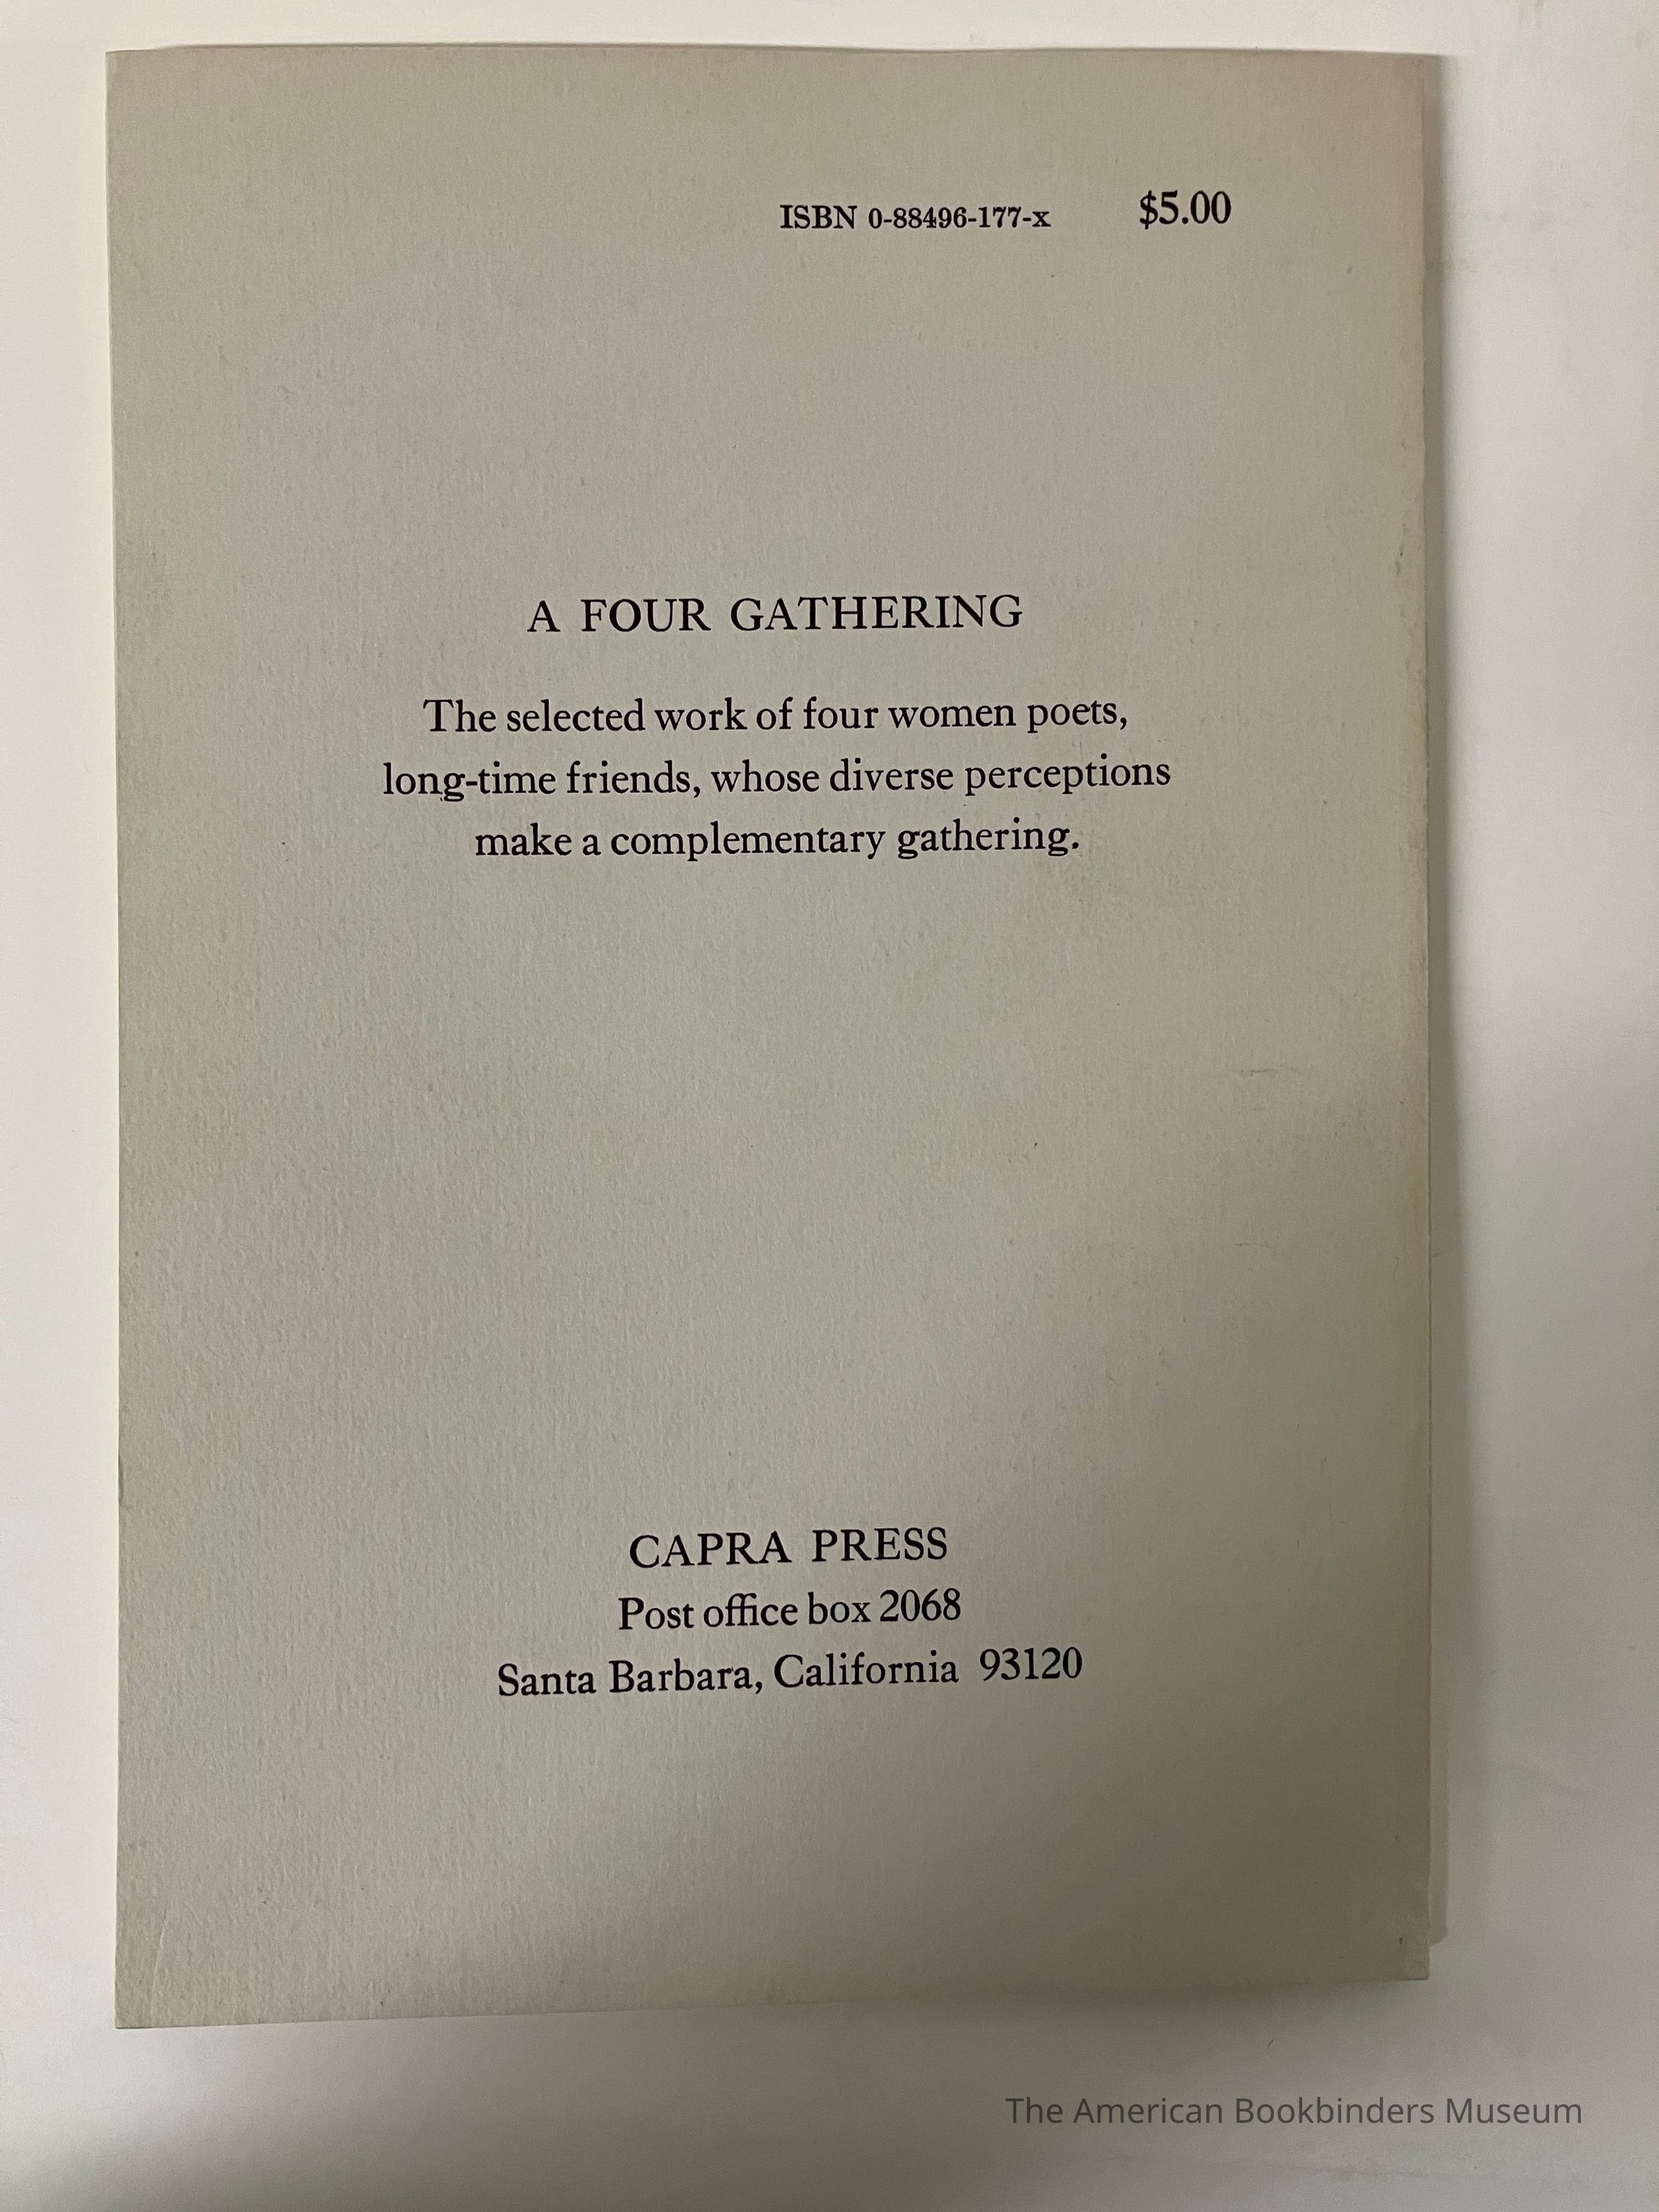 ISBN 0-88496-177-x $5.00
A FOUR GATHERING
The selected work of four women poets,
long-time friends, whose diverse perceptions
make a complementary gathering.
CAPRA PRESS
Post office box 2068
Santa Barbara, California 93120
The American Bookbinders Museum